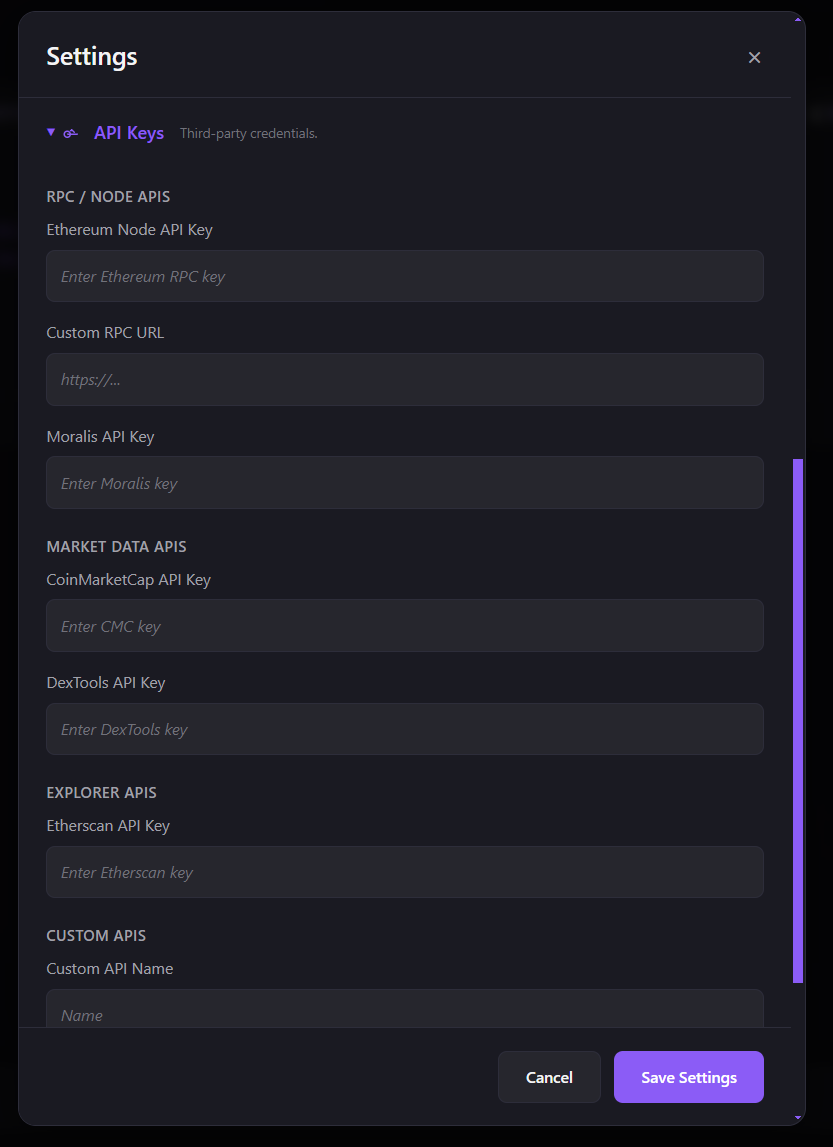 Settings
API Keys Third-party credentials.
RPC / NODE APIS
Ethereum Node API Key
Enter Ethereum RPC key
Custom RPC URL
https://...
Moralis API Key
Enter Moralis key
MARKET DATA APIS
CoinMarketCap API Key
Enter CMC key
DexTools API Key
Enter DexTools key
EXPLORER APIS
Etherscan API Key
Enter Etherscan key
CUSTOM APIS
Custom API Name
Name
Cancel Save Settings